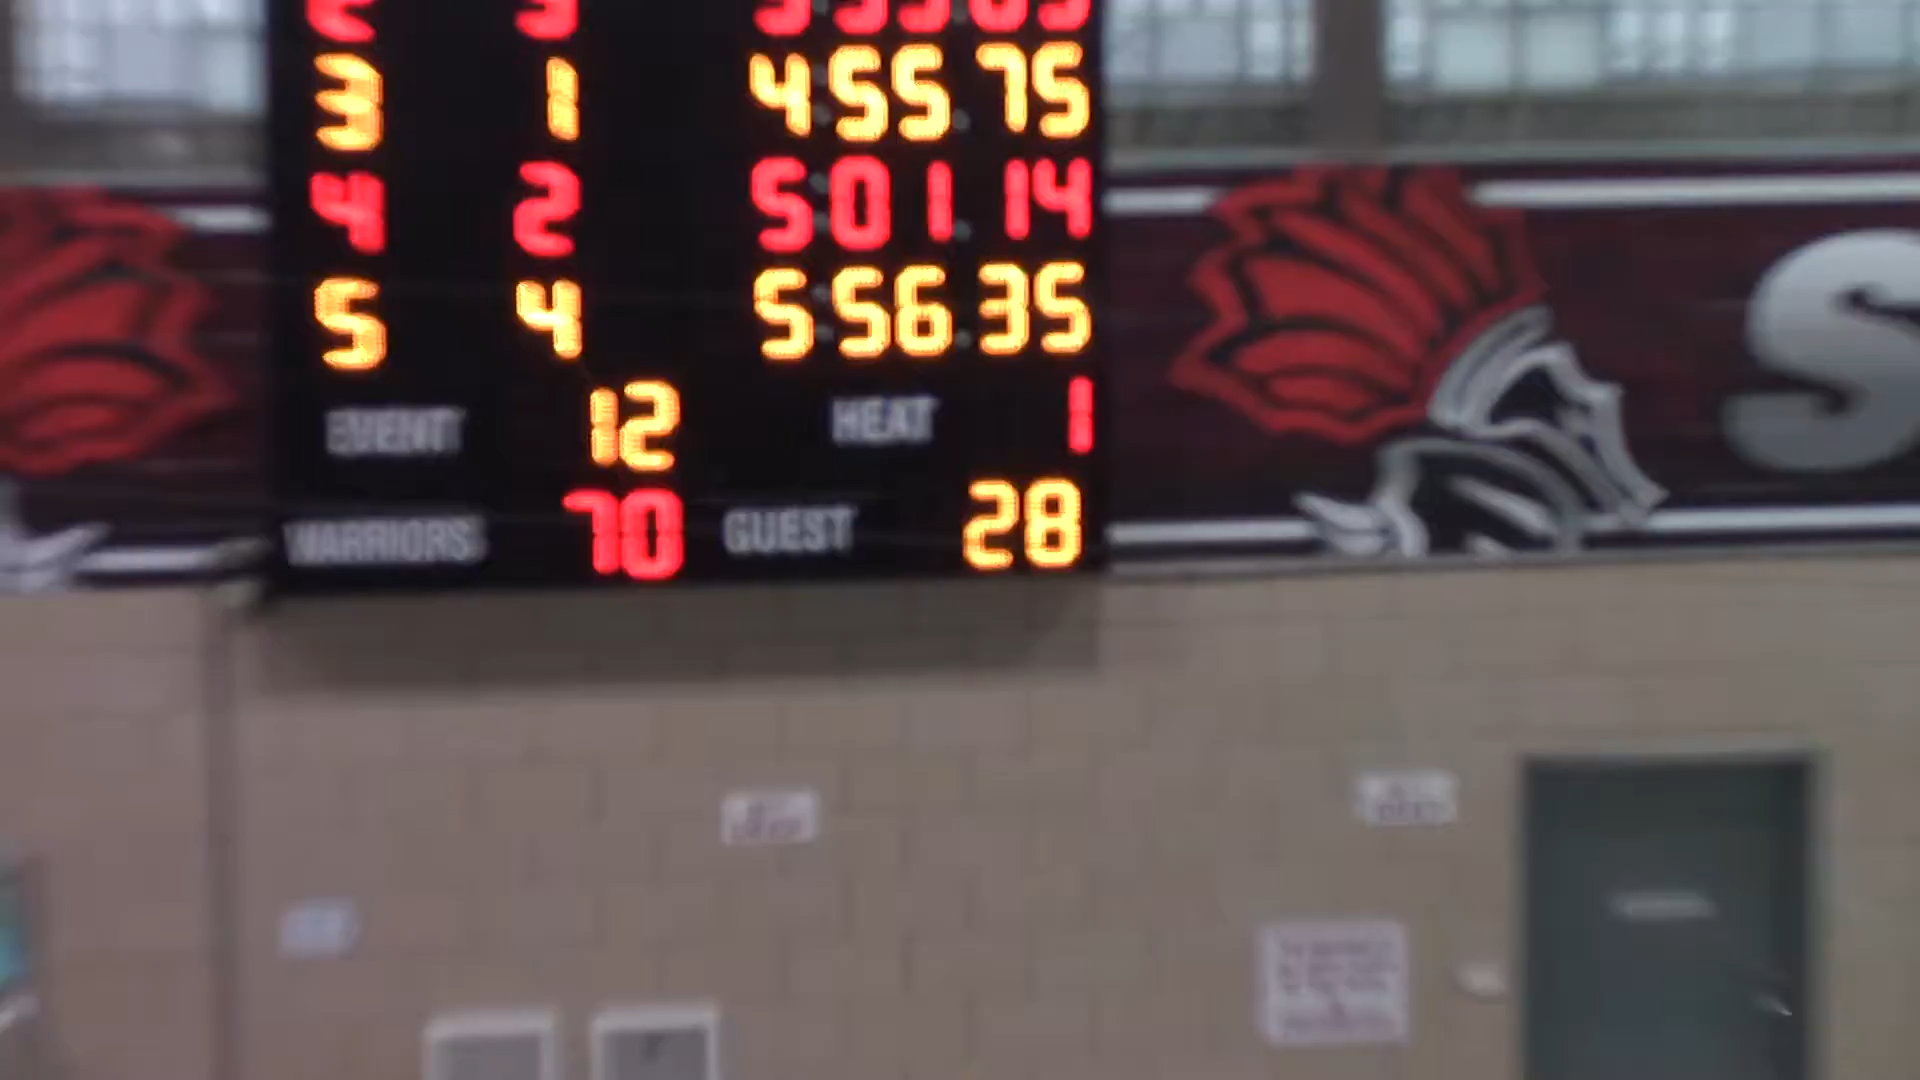 3 1 4:55.75
4 2 5:01.14
5 4 5:56.35
EVENT 12 HEAT 1
WARRIORS 70 GUEST 28
S